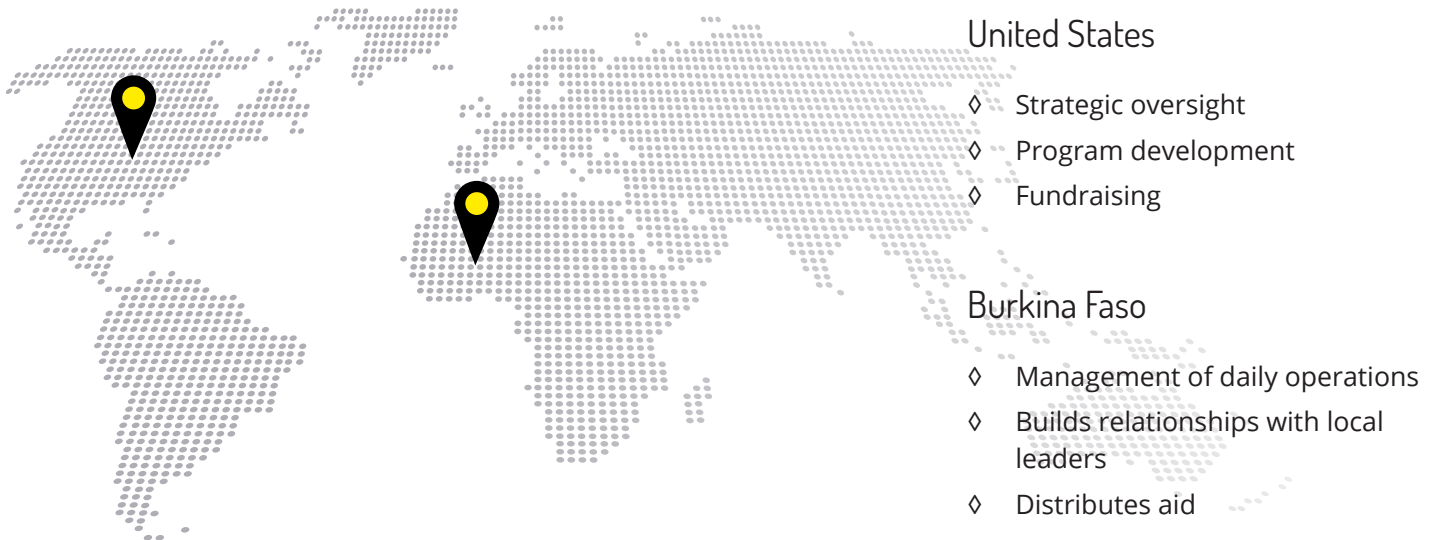 United States
◊ Strategic oversight
◊ Program development
◊ Fundraising
Burkina Faso
◊ Management of daily operations
◊ Builds relationships with local
leaders
◊ Distributes aid